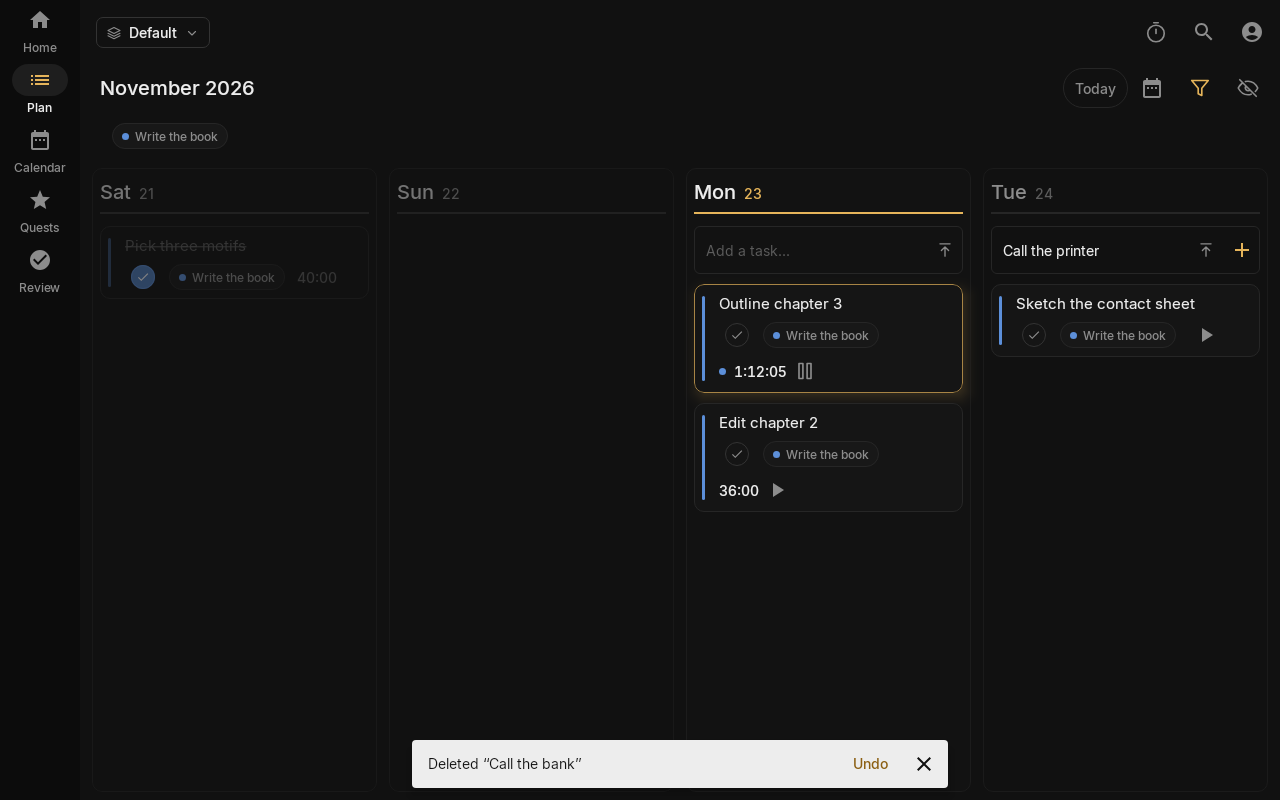 Home
Plan
Calendar
Quests
Review
Default
November 2026
Today
Write the book
Sat 21
Pick three motifs
Write the book 40:00
Sun 22
Mon 23
Add a task...
Outline chapter 3
Write the book
1:12:05
Edit chapter 2
Write the book
36:00
Tue 24
Call the printer
Sketch the contact sheet
Write the book
Deleted “Call the bank” Undo